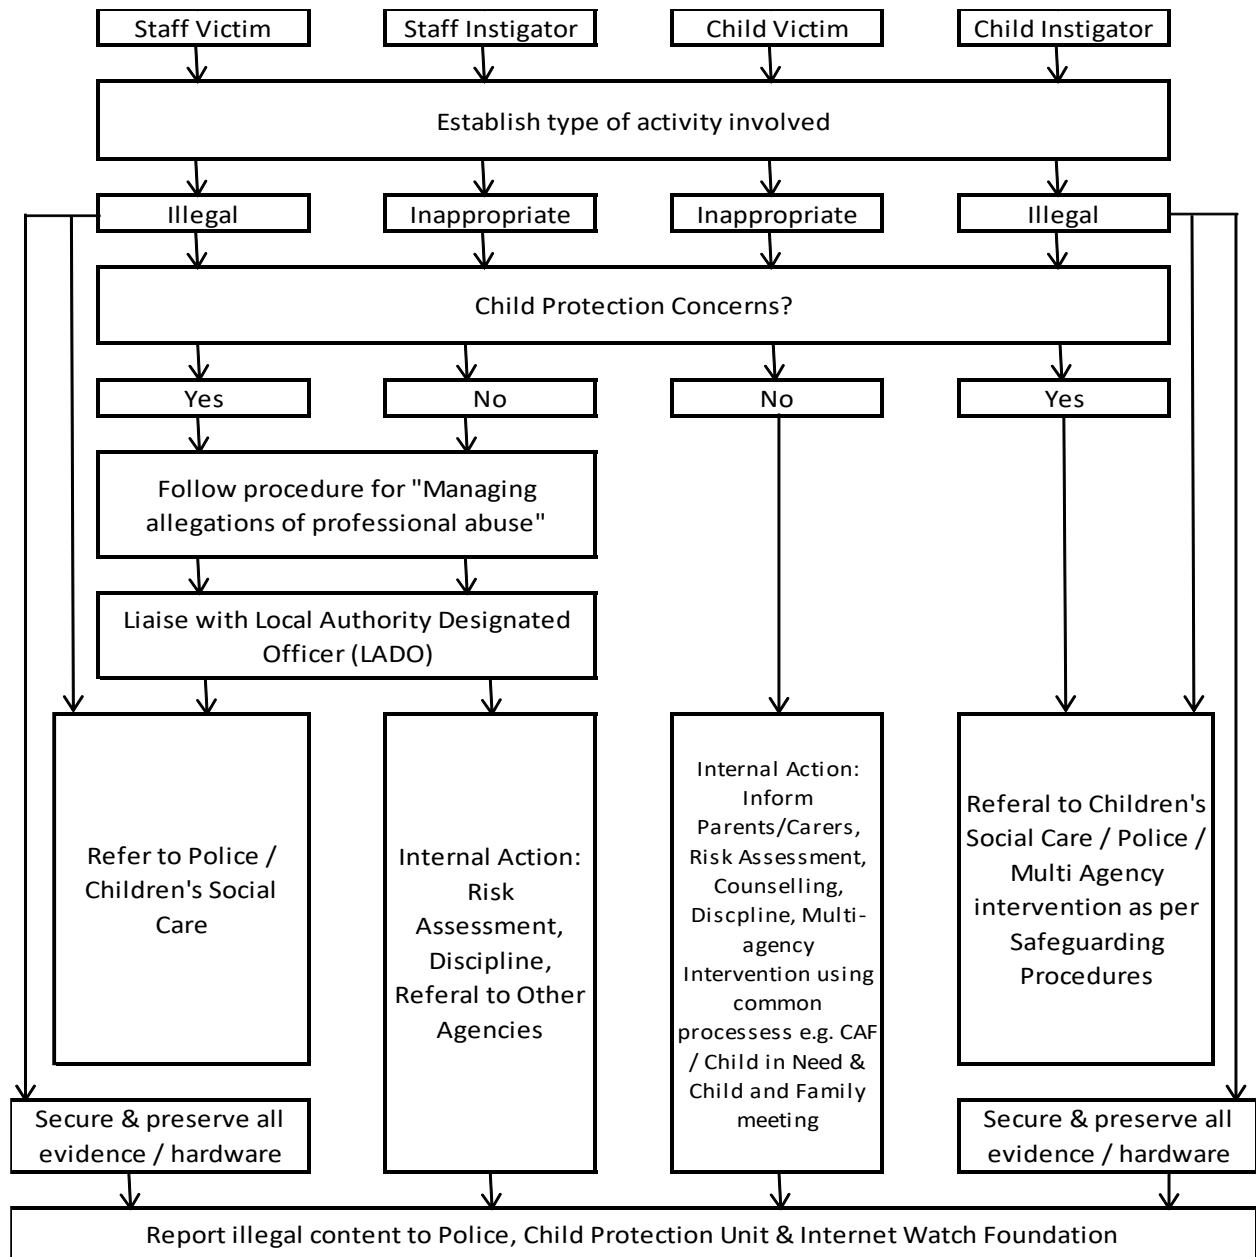 Staff Victim
Staff Instigator
Child Victim
Child Instigator
Establish type of activity involved
Illegal
Inappropriate
Inappropriate
Illegal
Child Protection Concerns?
Yes
No
No
Yes
Follow procedure for "Managing
allegations of professional abuse"
Liaise with Local Authority Designated
Officer (LADO)
Refer to Police /
Children's Social
Care
Internal Action:
Risk
Assessment,
Discipline,
Referal to Other
Agencies
Internal Action:
Inform
Parents/Carers,
Risk Assessment,
Counselling,
Discpline, Multi-
agency
Intervention using
common
processess e.g. CAF
/ Child in Need &
Child and Family
meeting
Referal to Children's
Social Care / Police /
Multi Agency
intervention as per
Safeguarding
Procedures
Secure & preserve all
evidence / hardware
Secure & preserve all
evidence / hardware
Report illegal content to Police, Child Protection Unit & Internet Watch Foundation